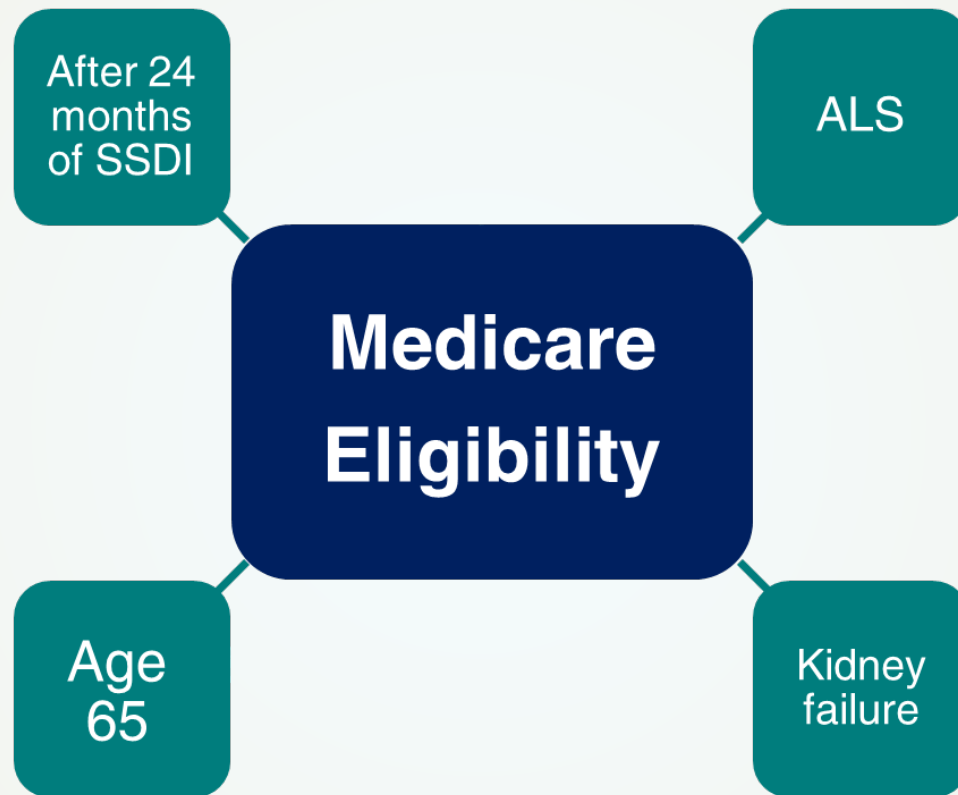 After 24
months
of SSDI
ALS
Medicare
Eligibility
Age
65
Kidney
failure